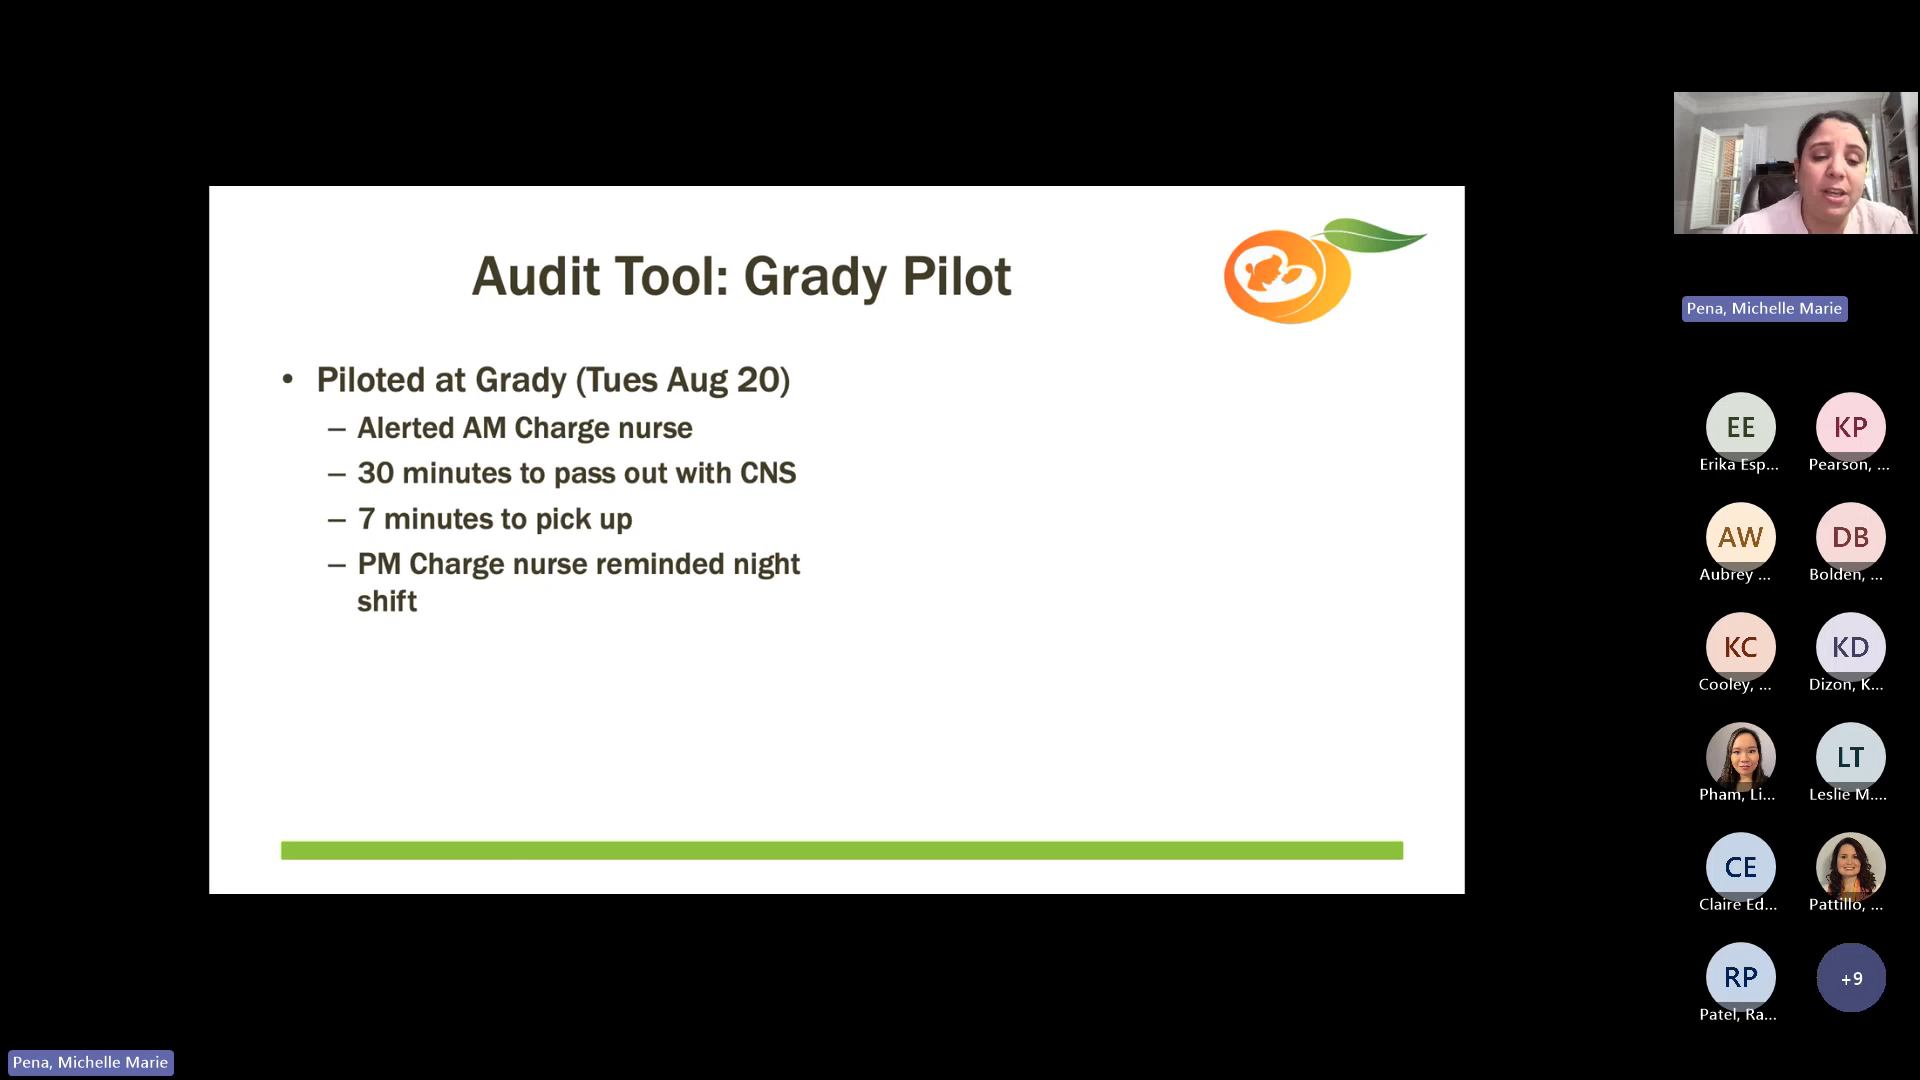 Audit Tool: Grady Pilot
• Piloted at Grady (Tues Aug 20)
– Alerted AM Charge nurse
– 30 minutes to pass out with CNS
– 7 minutes to pick up
– PM Charge nurse reminded night
shift
Pena, Michelle Marie
EE
Erika Esp...
KP
Pearson, ...
AW
Aubrey ...
DB
Bolden, ...
KC
Cooley, ...
KD
Dizon, K...
Pham, Li...
LT
Leslie M....
CE
Claire Ed...
Pattillo, ...
RP
Patel, Ra...
+9
Pena, Michelle Marie